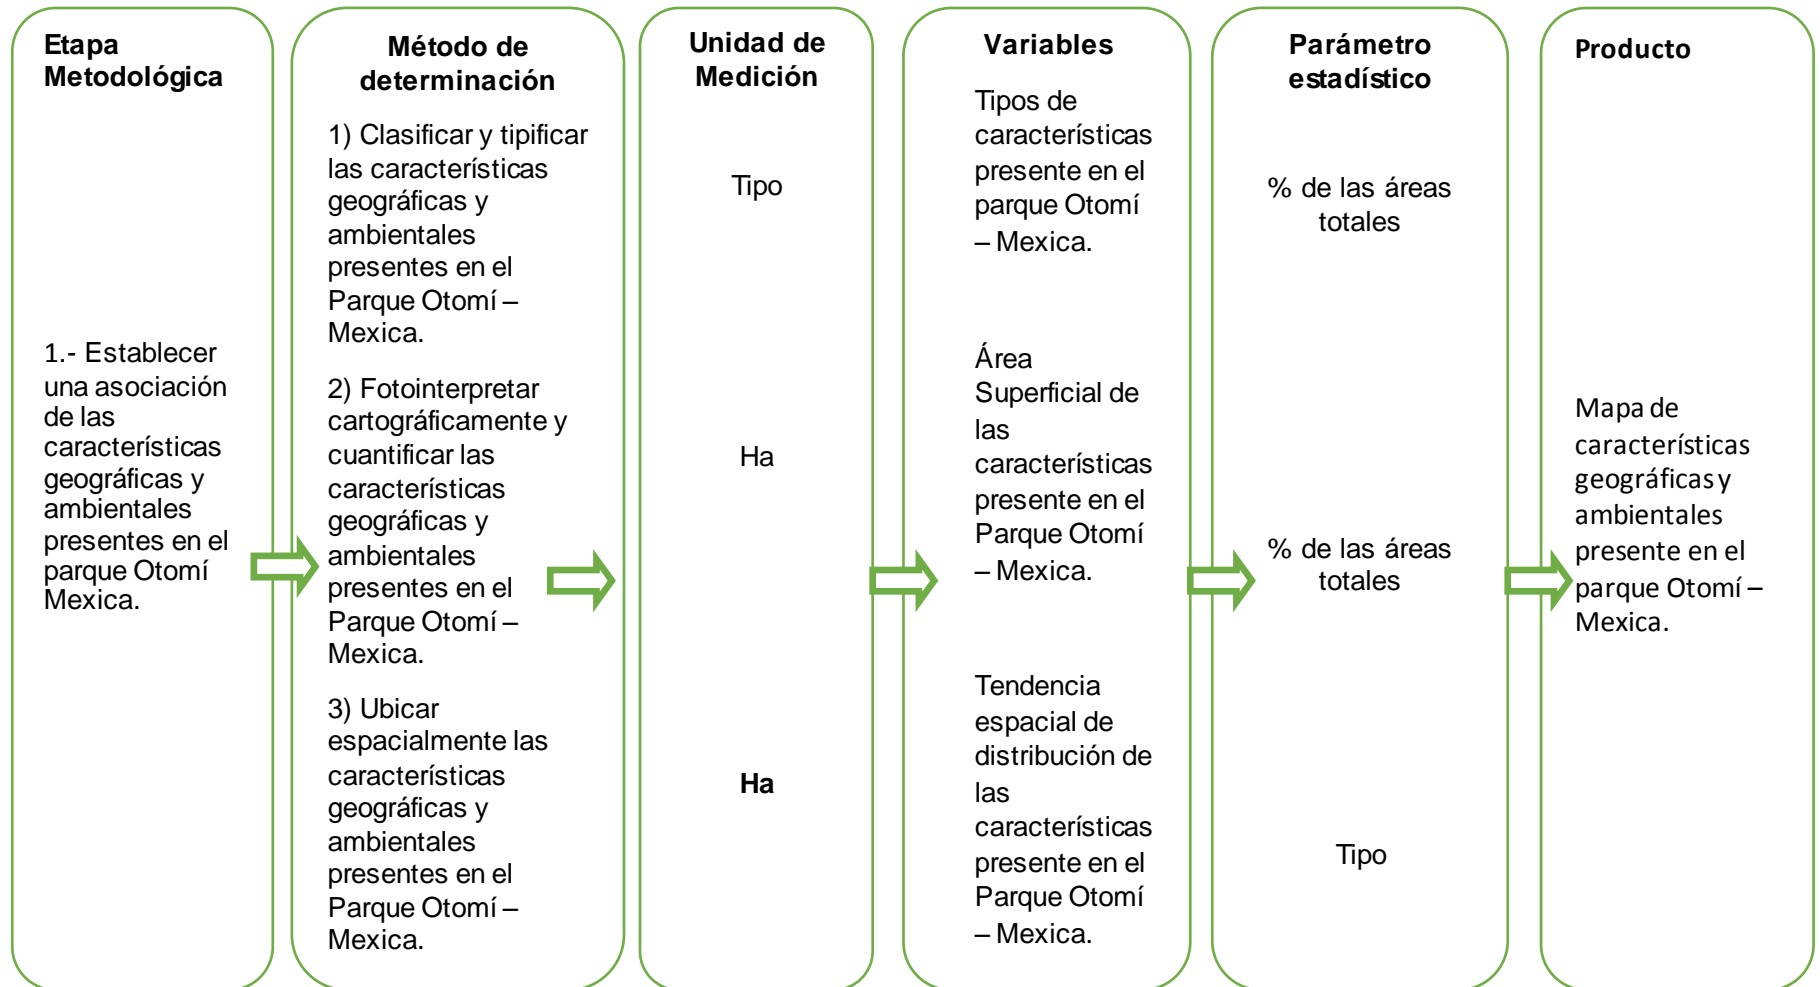 Etapa
Metodológica
1.- Establecer
una asociación
de las
características
geográficas y
ambientales
presentes en el
parque Otomí
Mexica.
Método de
determinación
1) Clasificar y tipificar
las características
geográficas y
ambientales
presentes en el
Parque Otomí –
Mexica.
2) Fotointerpretar
cartográficamente y
cuantificar las
características
geográficas y
ambientales
presentes en el
Parque Otomí –
Mexica.
3) Ubicar
espacialmente las
características
geográficas y
ambientales
presentes en el
Parque Otomí –
Mexica.
Unidad de
Medición
Tipo
Ha
Ha
Variables
Tipos de
características
presente en el
parque Otomí
– Mexica.
Área
Superficial de
las
características
presente en el
Parque Otomí
– Mexica.
Tendencia
espacial de
distribución de
las
características
presente en el
Parque Otomí
– Mexica.
Parámetro
estadístico
% de las áreas
totales
% de las áreas
totales
Tipo
Producto
Mapa de
características
geográficas y
ambientales
presente en el
parque Otomí –
Mexica.